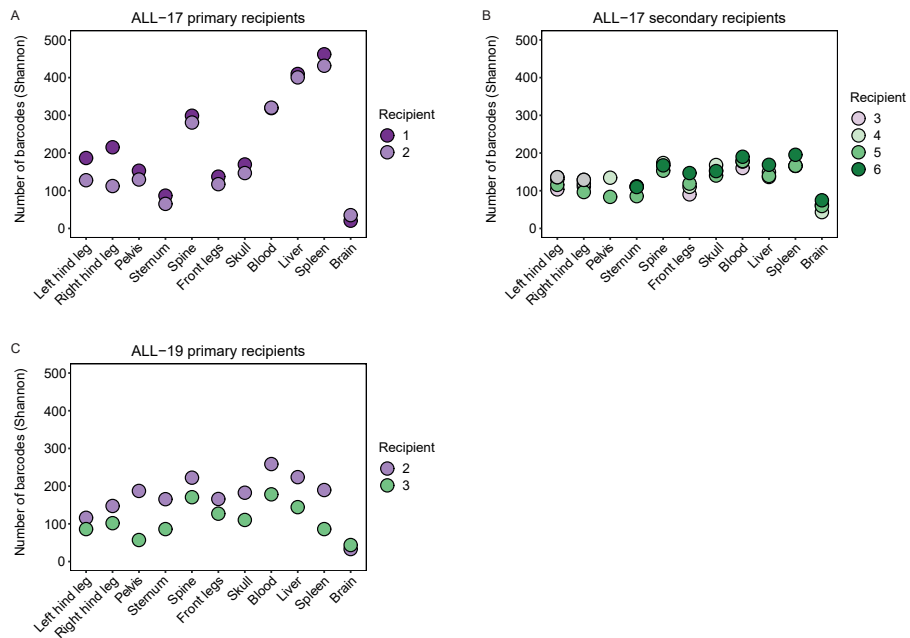 A
ALL−17 primary recipients
Number of barcodes (Shannon)
500
400
300
200
100
0
Left hind leg
Right hind leg
Pelvis
Sternum
Spine
Front legs
Skull
Blood
Liver
Spleen
Brain
Recipient
1
2
B
ALL−17 secondary recipients
Number of barcodes (Shannon)
500
400
300
200
100
0
Left hind leg
Right hind leg
Pelvis
Sternum
Spine
Front legs
Skull
Blood
Liver
Spleen
Brain
Recipient
3
4
5
6
C
ALL−19 primary recipients
Number of barcodes (Shannon)
500
400
300
200
100
0
Left hind leg
Right hind leg
Pelvis
Sternum
Spine
Front legs
Skull
Blood
Liver
Spleen
Brain
Recipient
2
3